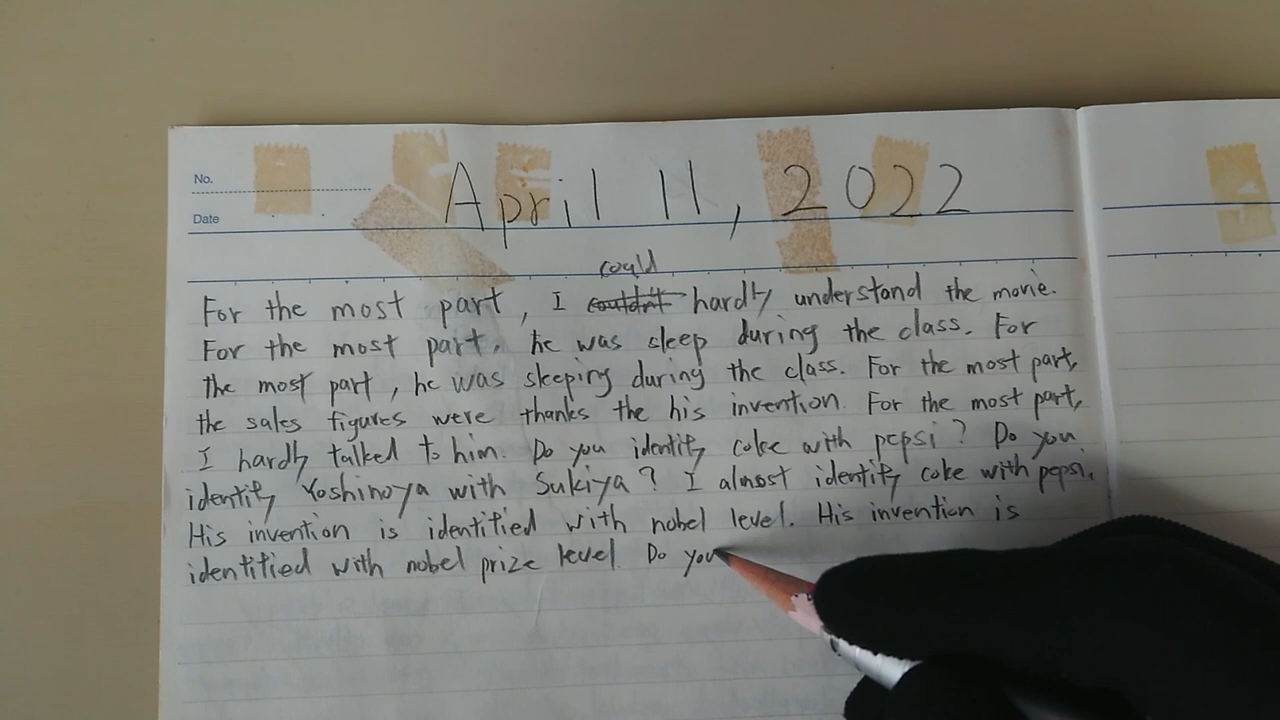 No.
April 11, 2022
Date
could
For the most part, I couldn't hardly understand the movie.
For the most part, he was sleep during the class. For
the most part, he was sleeping during the class. For the most part,
the sales figures were thanks the his invention. For the most part,
I hardly talked to him. Do you identify coke with pepsi? Do you
identify Yoshinoya with Sukiya? I almost identify coke with pepsi.
His invention is identified with nobel level. His invention is
identified with nobel prize level. Do you